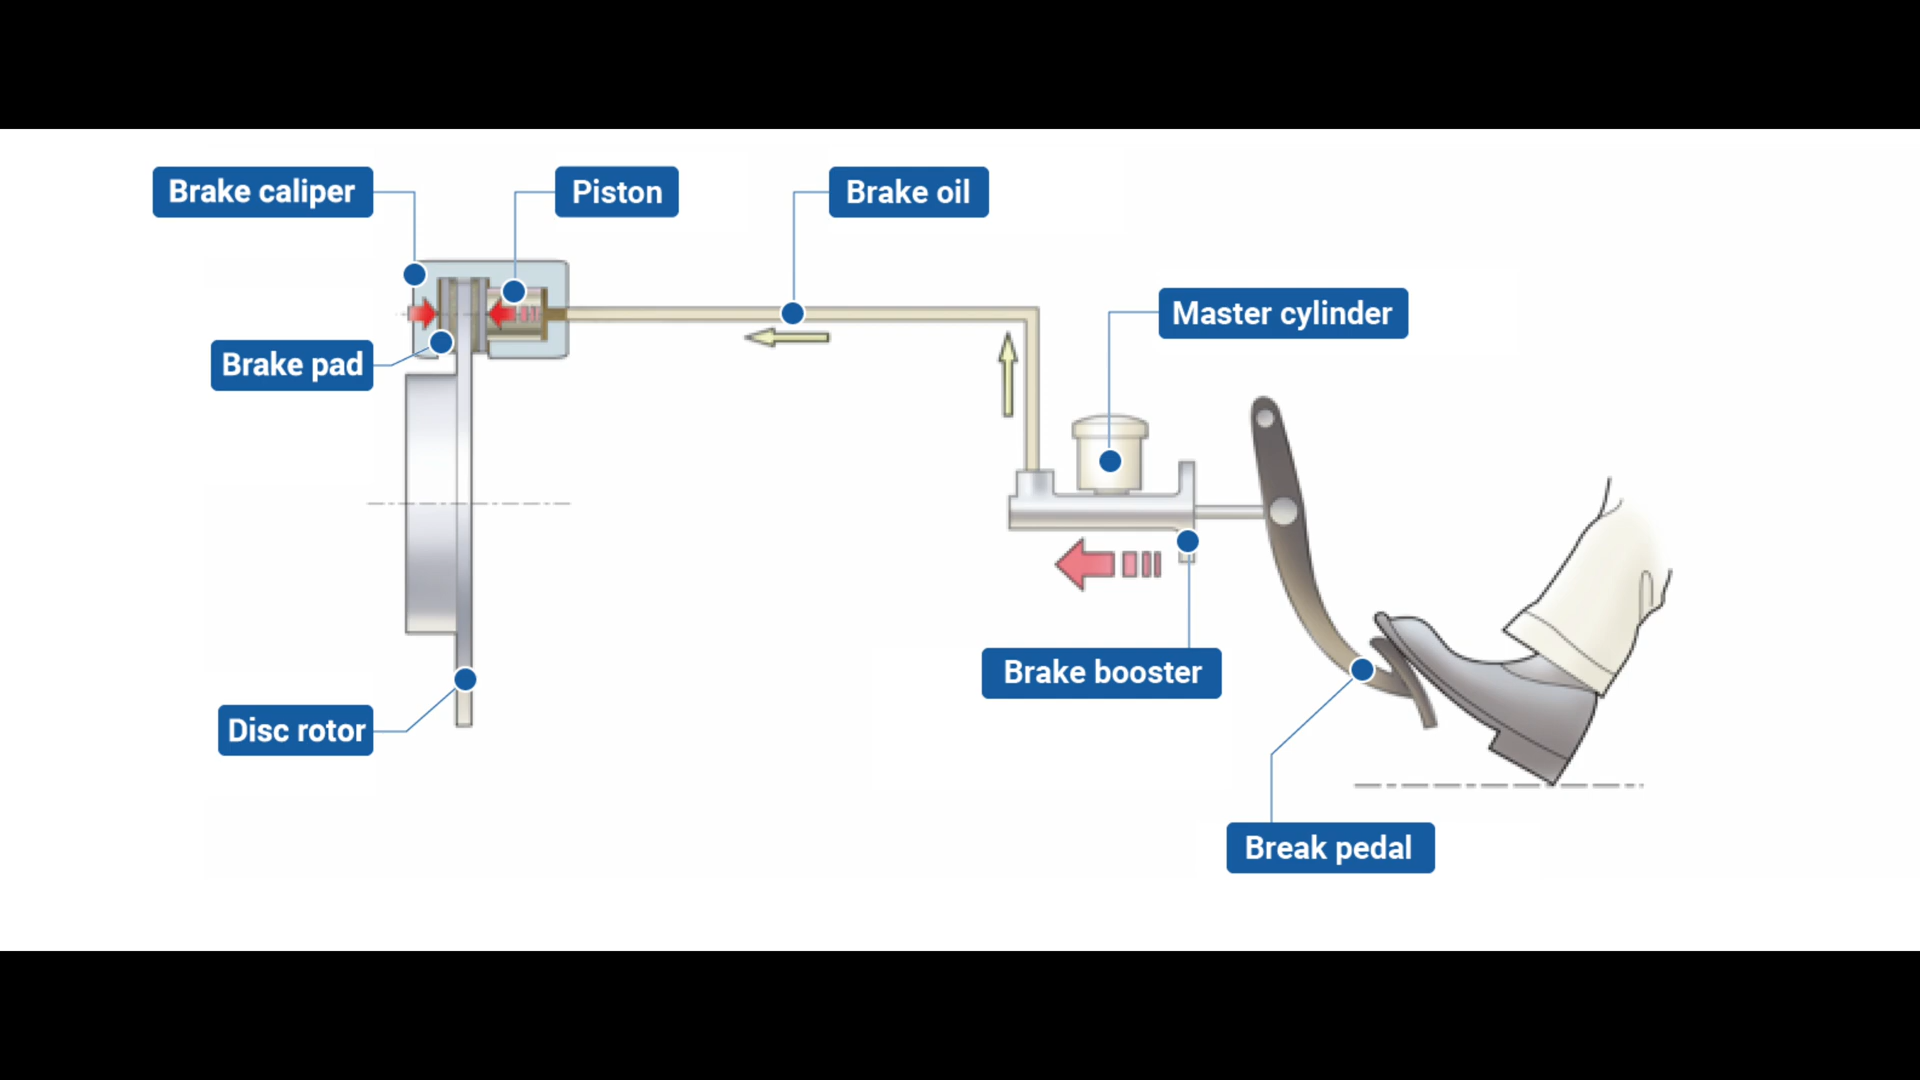 Brake caliper
Piston
Brake oil
Master cylinder
Brake pad
Brake booster
Disc rotor
Break pedal